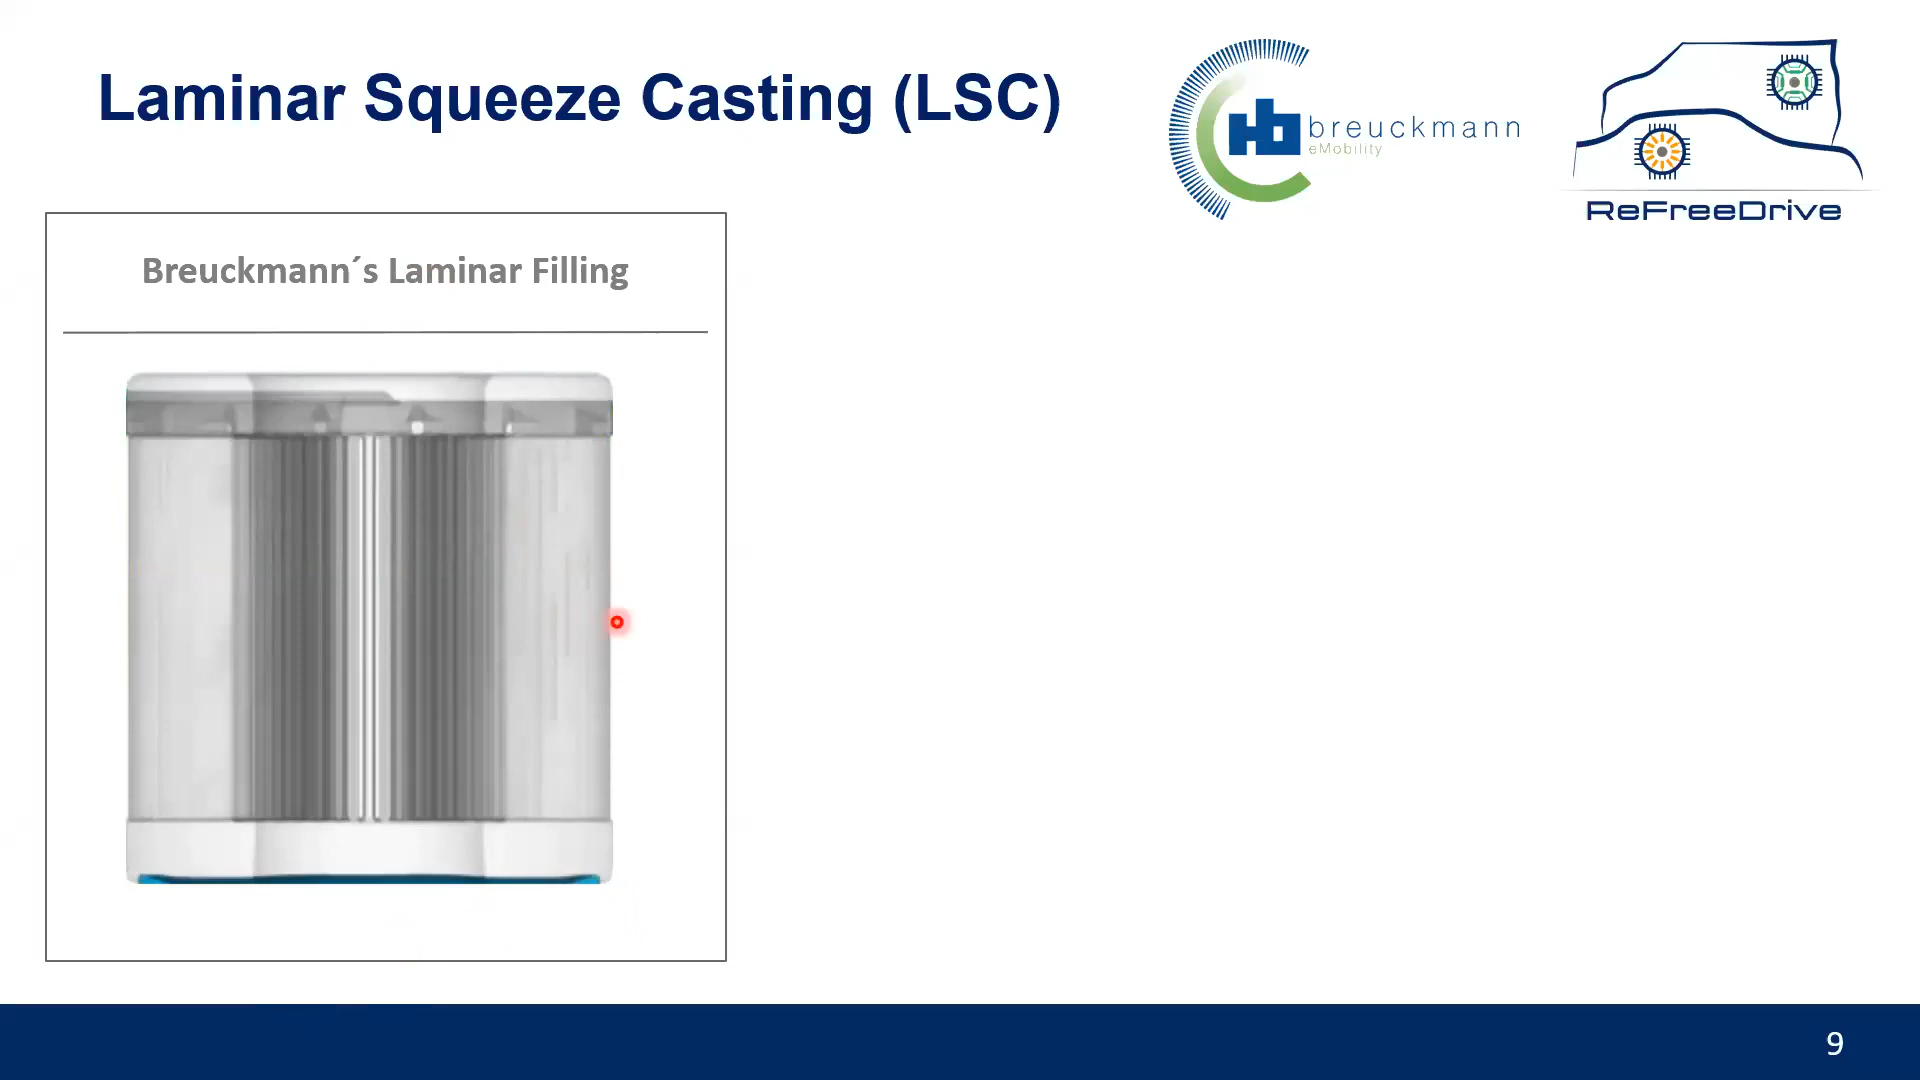 Laminar Squeeze Casting (LSC)
breuckmann
eMobility
ReFreeDrive
Breuckmann´s Laminar Filling
9